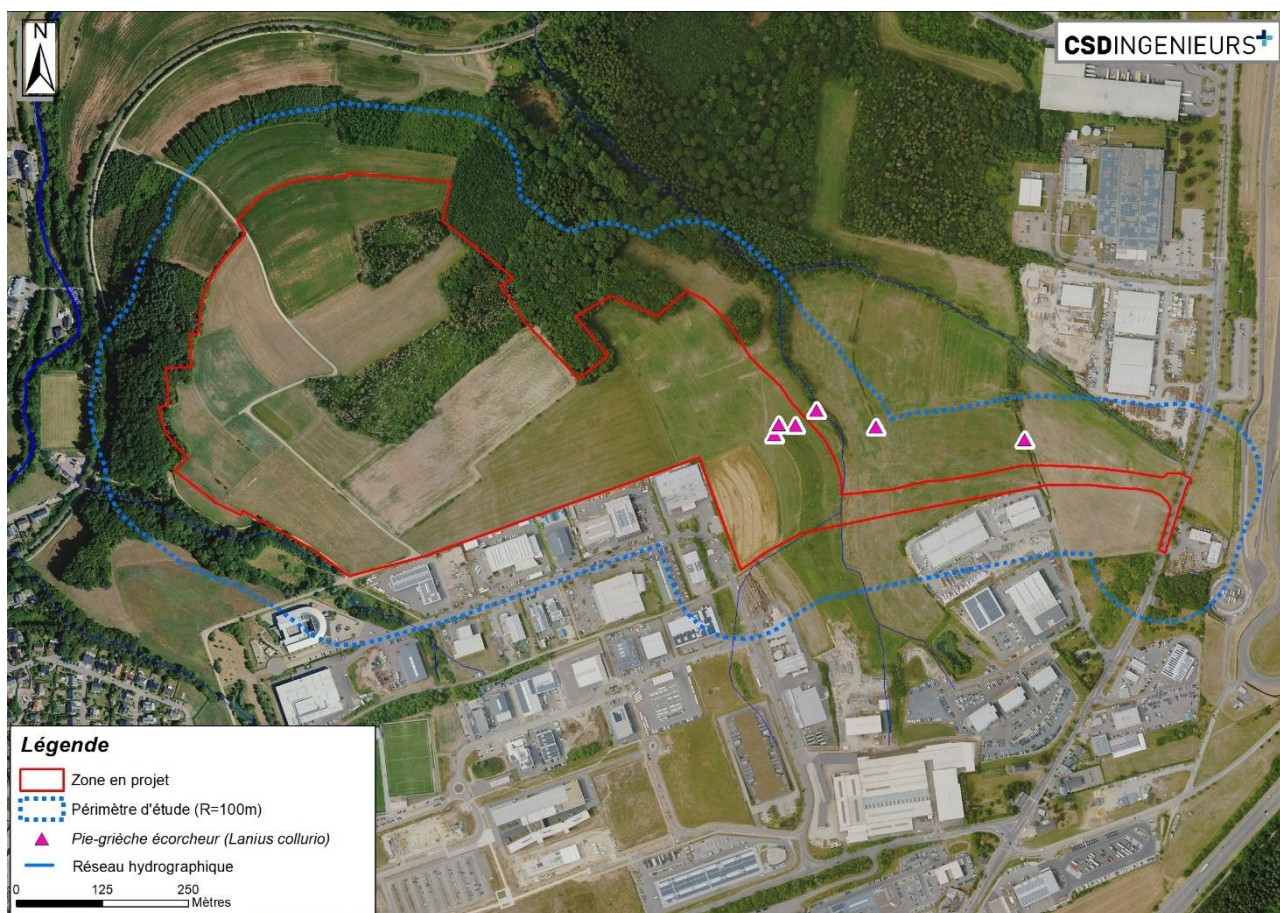 N
CSDINGENIEURS+
Légende
Zone en projet
Périmètre d'étude (R=100m)
Pie-grièche écorcheur (Lanius collurio)
Réseau hydrographique
0 125 250
Mètres